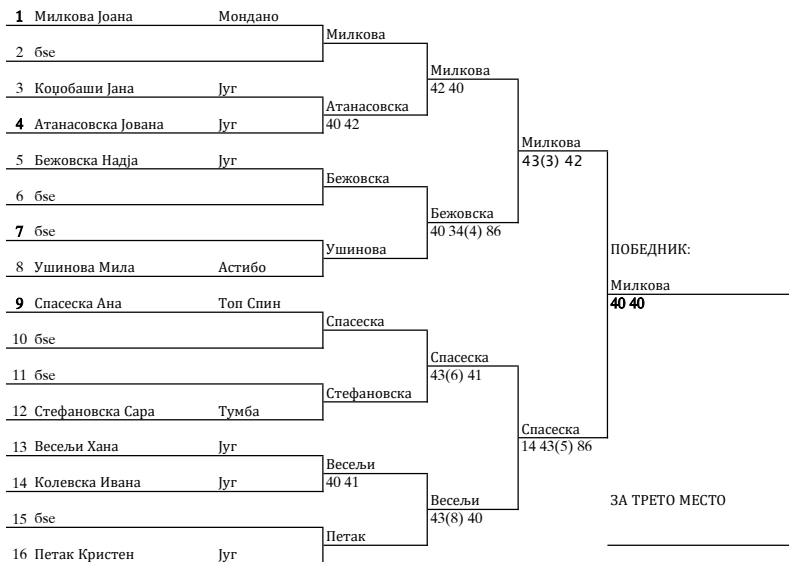 1 Милкова Јоана Мондано
Милкова
2 бѕе
Милкова
3 Коџобаши Јана Југ
42 40
Атанасовска
4 Атанасовска Јована Југ
40 42
Милкова
5 Бежовска Надја Југ
43(3) 42
Бежовска
6 бѕе
Бежовска
7 бѕе
40 34(4) 86
Ушинова
ПОБЕДНИК:
8 Ушинова Мила Астибо
Милкова
9 Спасеска Ана Топ Спин
40 40
Спасеска
10 бѕе
Спасеска
11 бѕе
43(6) 41
Стефановска
12 Стефановска Сара Тумба
Спасеска
13 Весељи Хана Југ
14 43(5) 86
Весељи
14 Колевска Ивана Југ
40 41
Весељи
ЗА ТРЕТО МЕСТО
15 бѕе
43(8) 40
Петак
16 Петак Кристен Југ